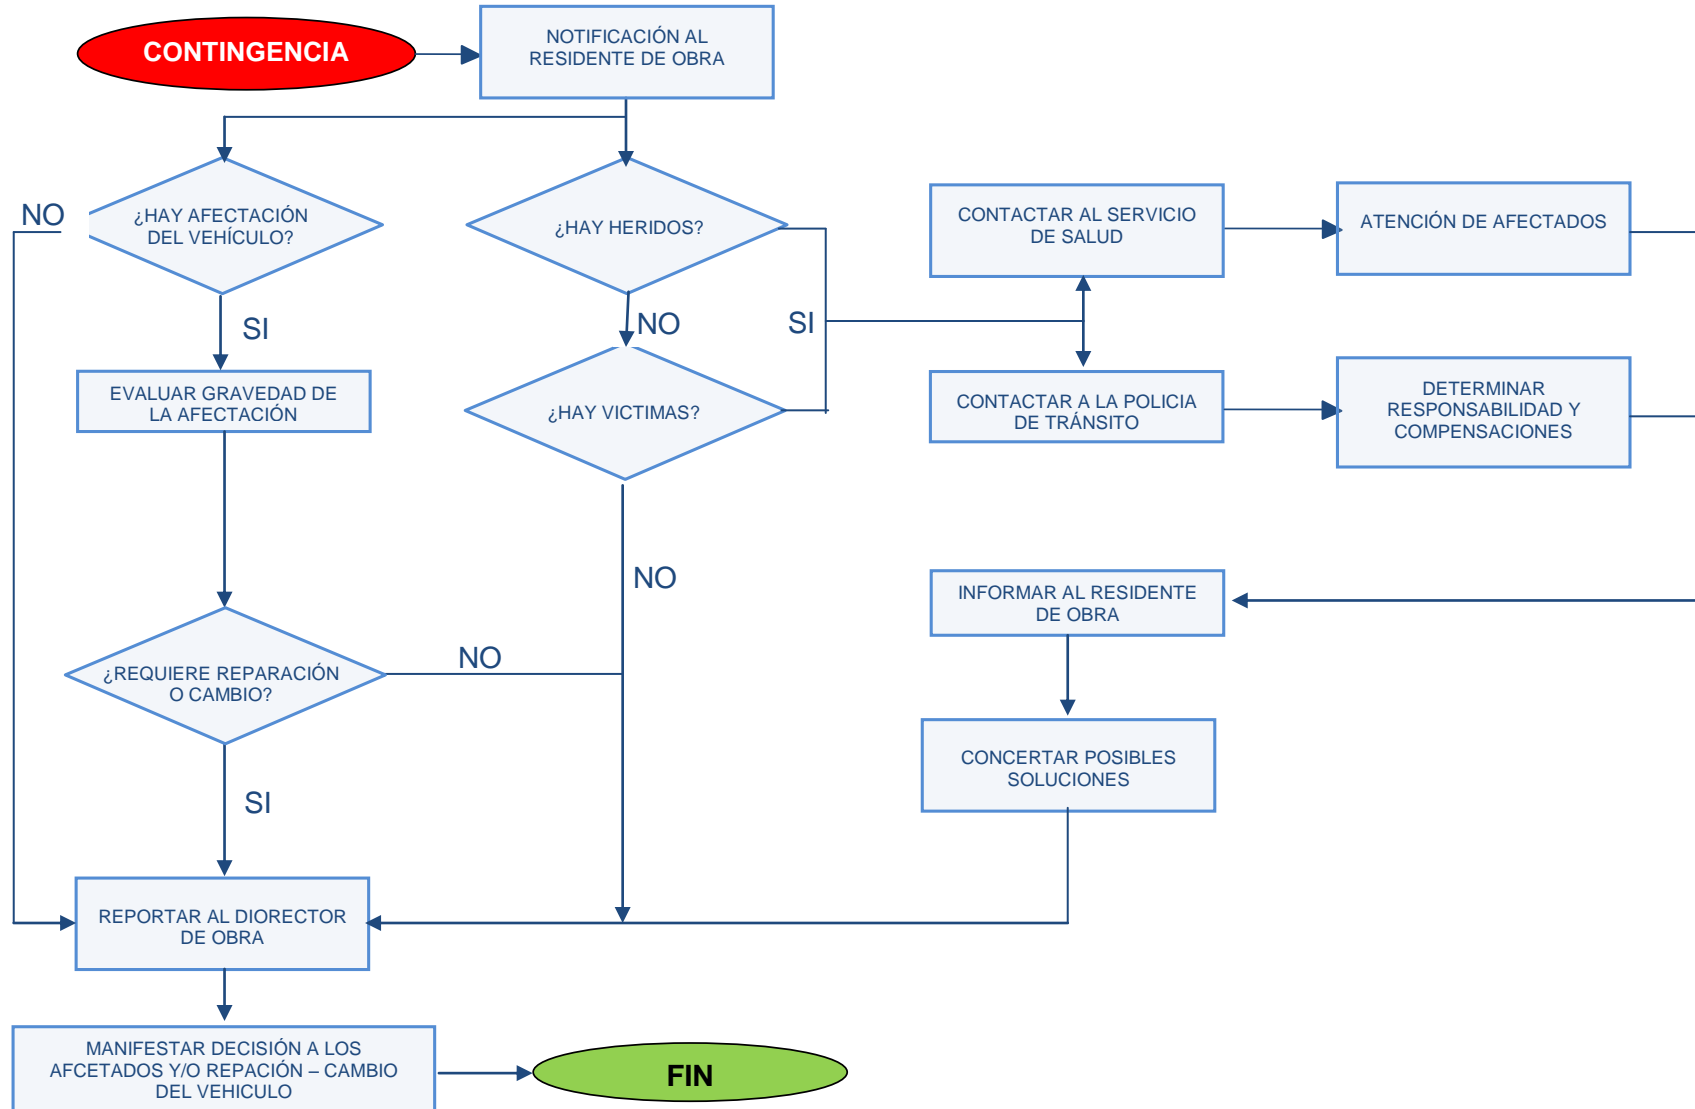 CONTINGENCIA
NOTIFICACIÓN AL
RESIDENTE DE OBRA
NO
¿HAY AFECTACIÓN
DEL VEHÍCULO?
¿HAY HERIDOS?
CONTACTAR AL SERVICIO
DE SALUD
ATENCIÓN DE AFECTADOS
SI
NO
SI
EVALUAR GRAVEDAD DE
LA AFECTACIÓN
¿HAY VICTIMAS?
CONTACTAR A LA POLICIA
DE TRÁNSITO
DETERMINAR
RESPONSABILIDAD Y
COMPENSACIONES
NO
INFORMAR AL RESIDENTE
DE OBRA
¿REQUIERE REPARACIÓN
O CAMBIO?
NO
CONCERTAR POSIBLES
SOLUCIONES
SI
REPORTAR AL DIORECTOR
DE OBRA
MANIFESTAR DECISIÓN A LOS
AFCETADOS Y/O REPACIÓN – CAMBIO
DEL VEHICULO
FIN